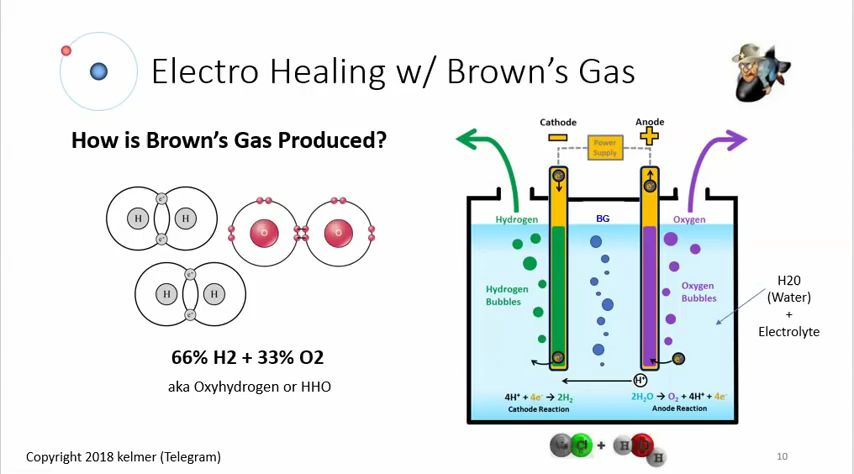 Electro Healing w/ Brown's Gas
How is Brown's Gas Produced?
H
e⁻
e⁻
H
O
O
H
e⁻
e⁻
H
66% H2 + 33% O2
aka Oxyhydrogen or HHO
Cathode
Anode
Power
Supply
e⁻
e⁻
Hydrogen
BG
Oxygen
Hydrogen
Bubbles
Oxygen
Bubbles
e⁻
e⁻
H⁺
4H⁺ + 4e⁻ → 2H₂
Cathode Reaction
2H₂O → O₂ + 4H⁺ + 4e⁻
Anode Reaction
H20
(Water)
+
Electrolyte
Cl + H O H
Copyright 2018 kelmer (Telegram)
10